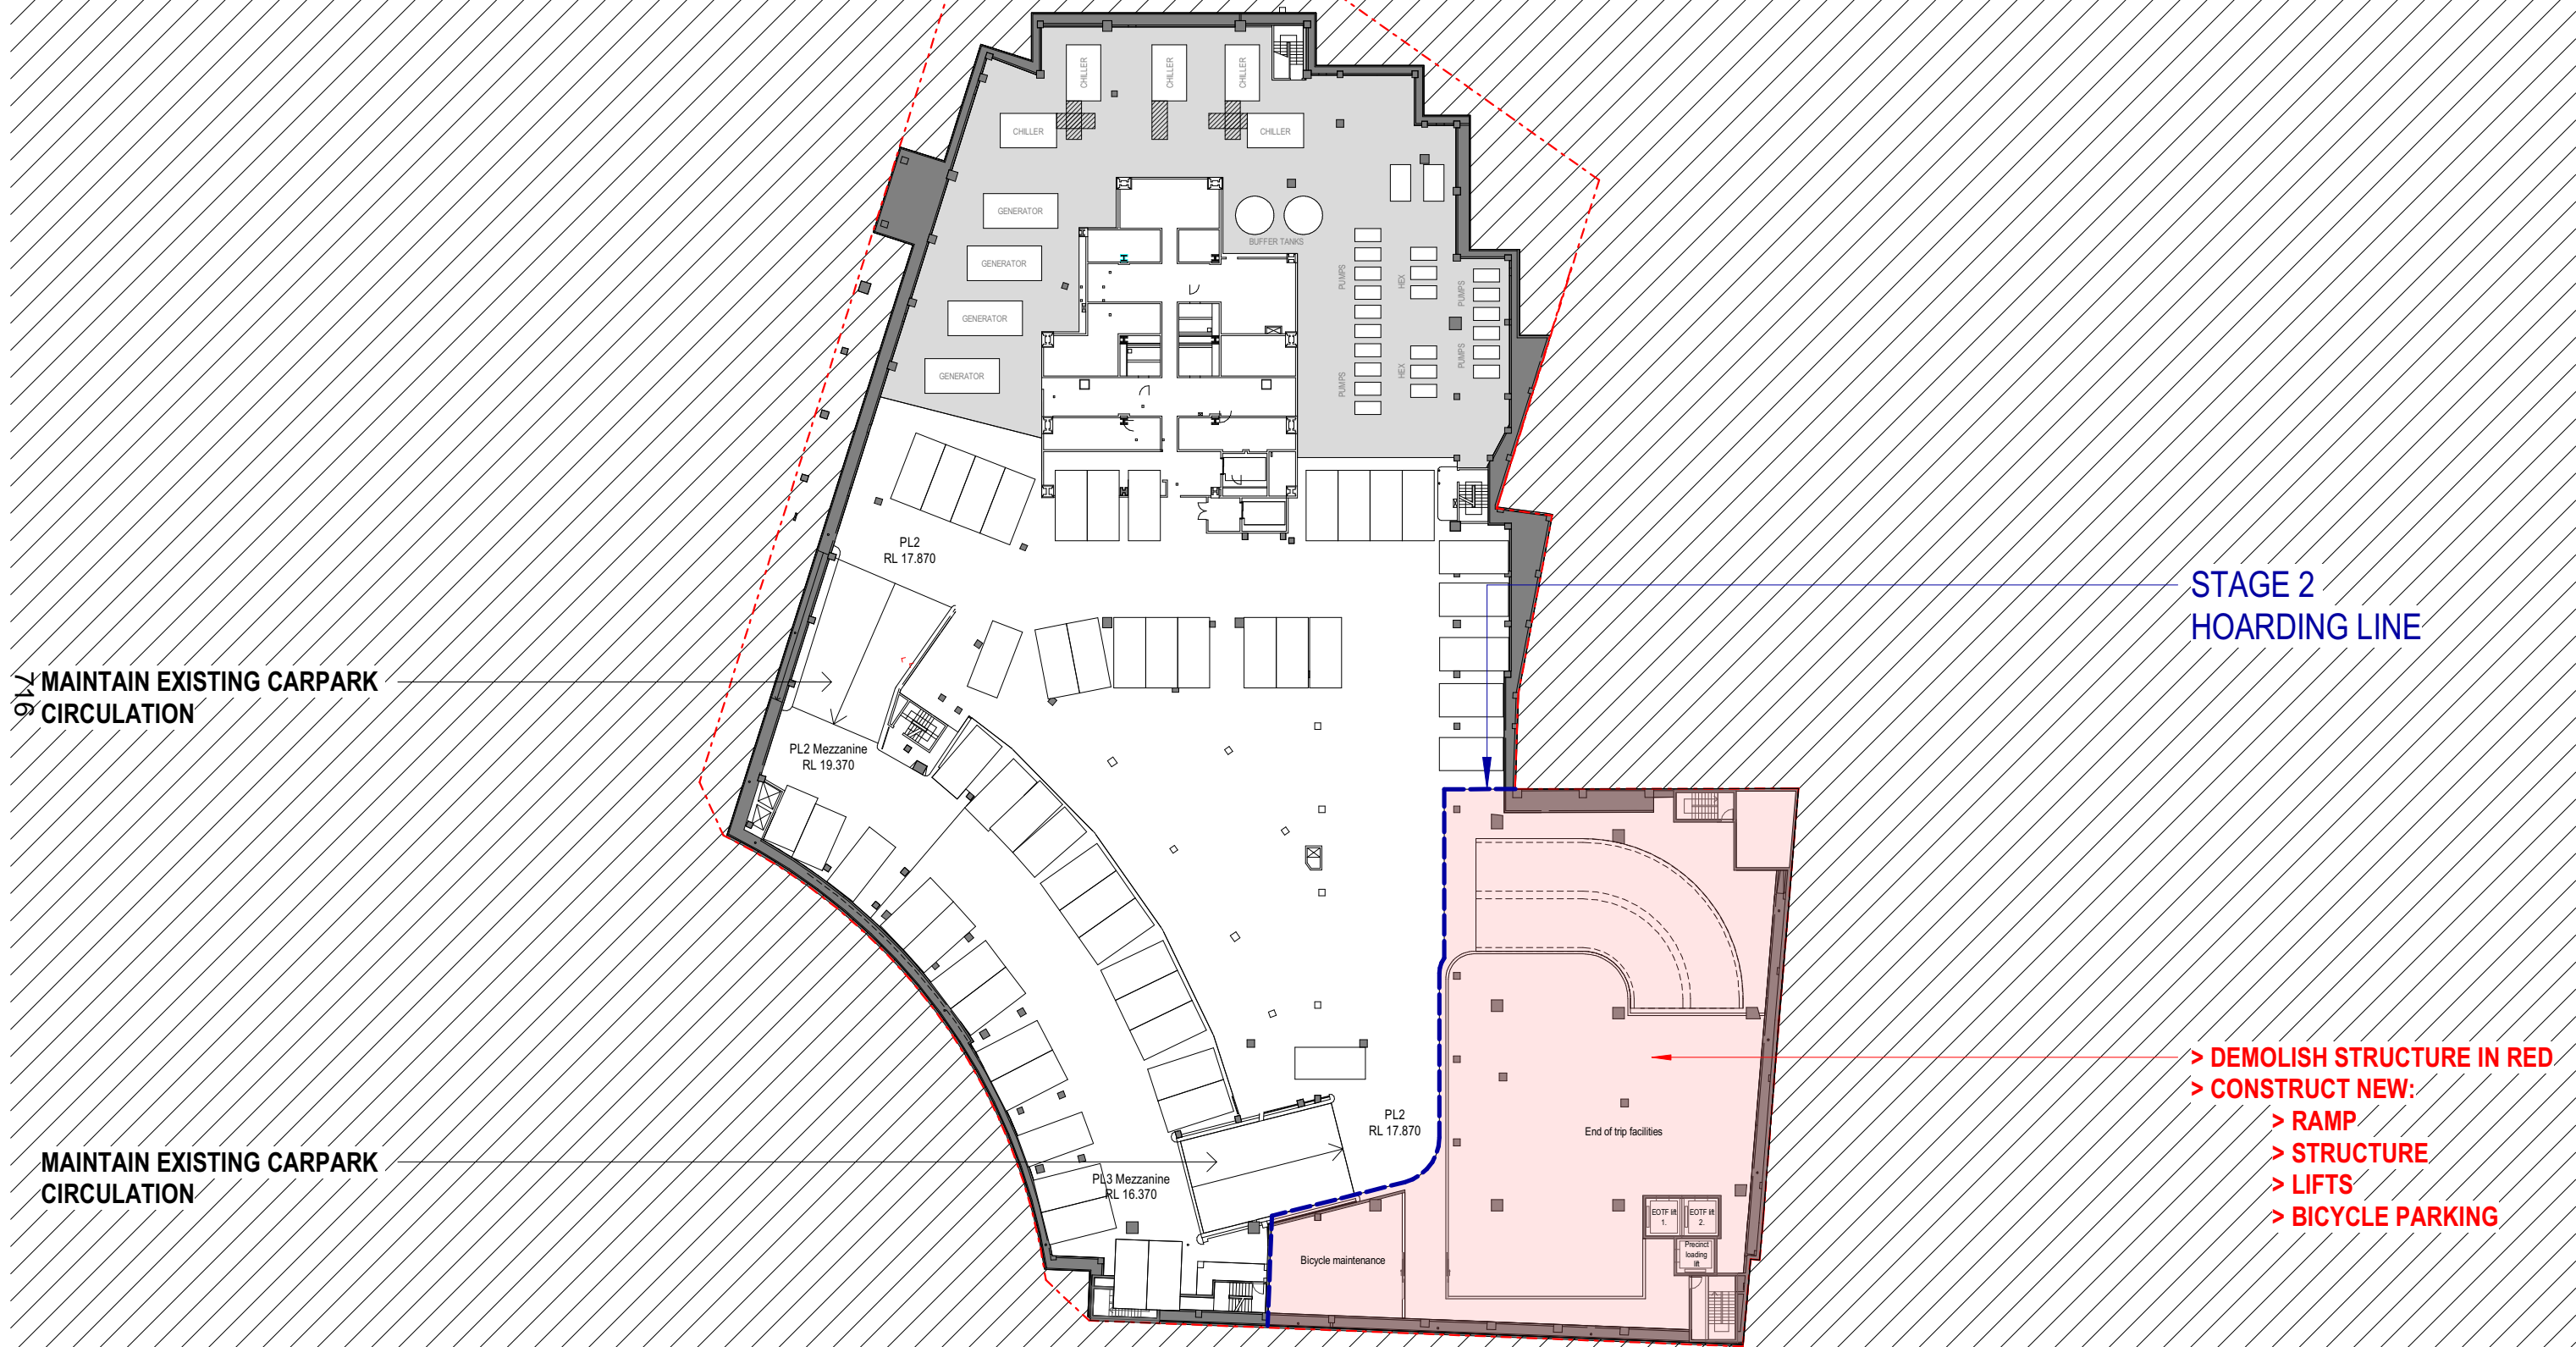 CHILLER
CHILLER
CHILLER
CHILLER
CHILLER
GENERATOR
GENERATOR
GENERATOR
GENERATOR
BUFFER TANKS
PUMPS
HEX
PUMPS
PUMPS
HEX
PUMPS
PL2
RL 17.870
STAGE 2
HOARDING LINE
716
MAINTAIN EXISTING CARPARK
CIRCULATION
PL2 Mezzanine
RL 19.370
> DEMOLISH STRUCTURE IN RED
> CONSTRUCT NEW:
> RAMP
> STRUCTURE
> LIFTS
> BICYCLE PARKING
PL2
RL 17.870
End of trip facilities
MAINTAIN EXISTING CARPARK
CIRCULATION
PL3 Mezzanine
RL 16.370
EOTF lift
1.
EOTF lift
2.
Precinct
loading
lift
Bicycle maintenance